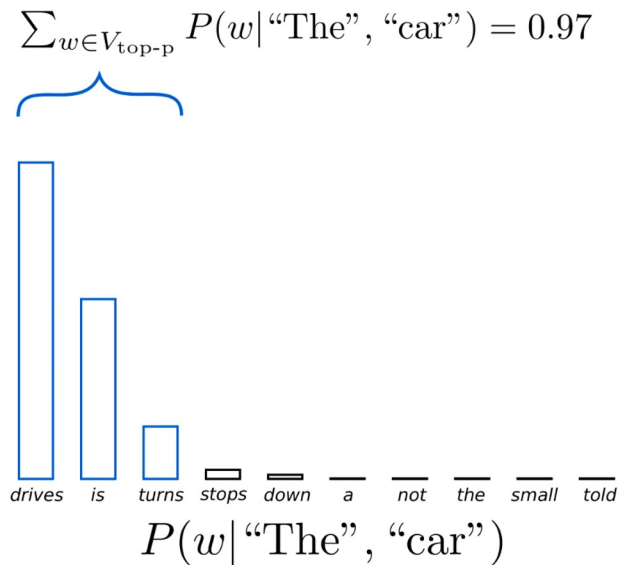 ∑w∈Vtop-p P(w|“The”, “car”) = 0.97
drives is turns stops down a not the small told
P(w|“The”, “car”)